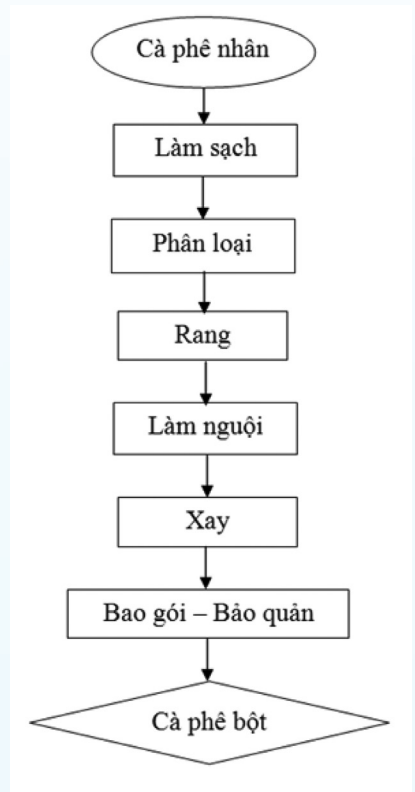 Cà phê nhân
Làm sạch
Phân loại
Rang
Làm nguội
Xay
Bao gói – Bảo quản
Cà phê bột